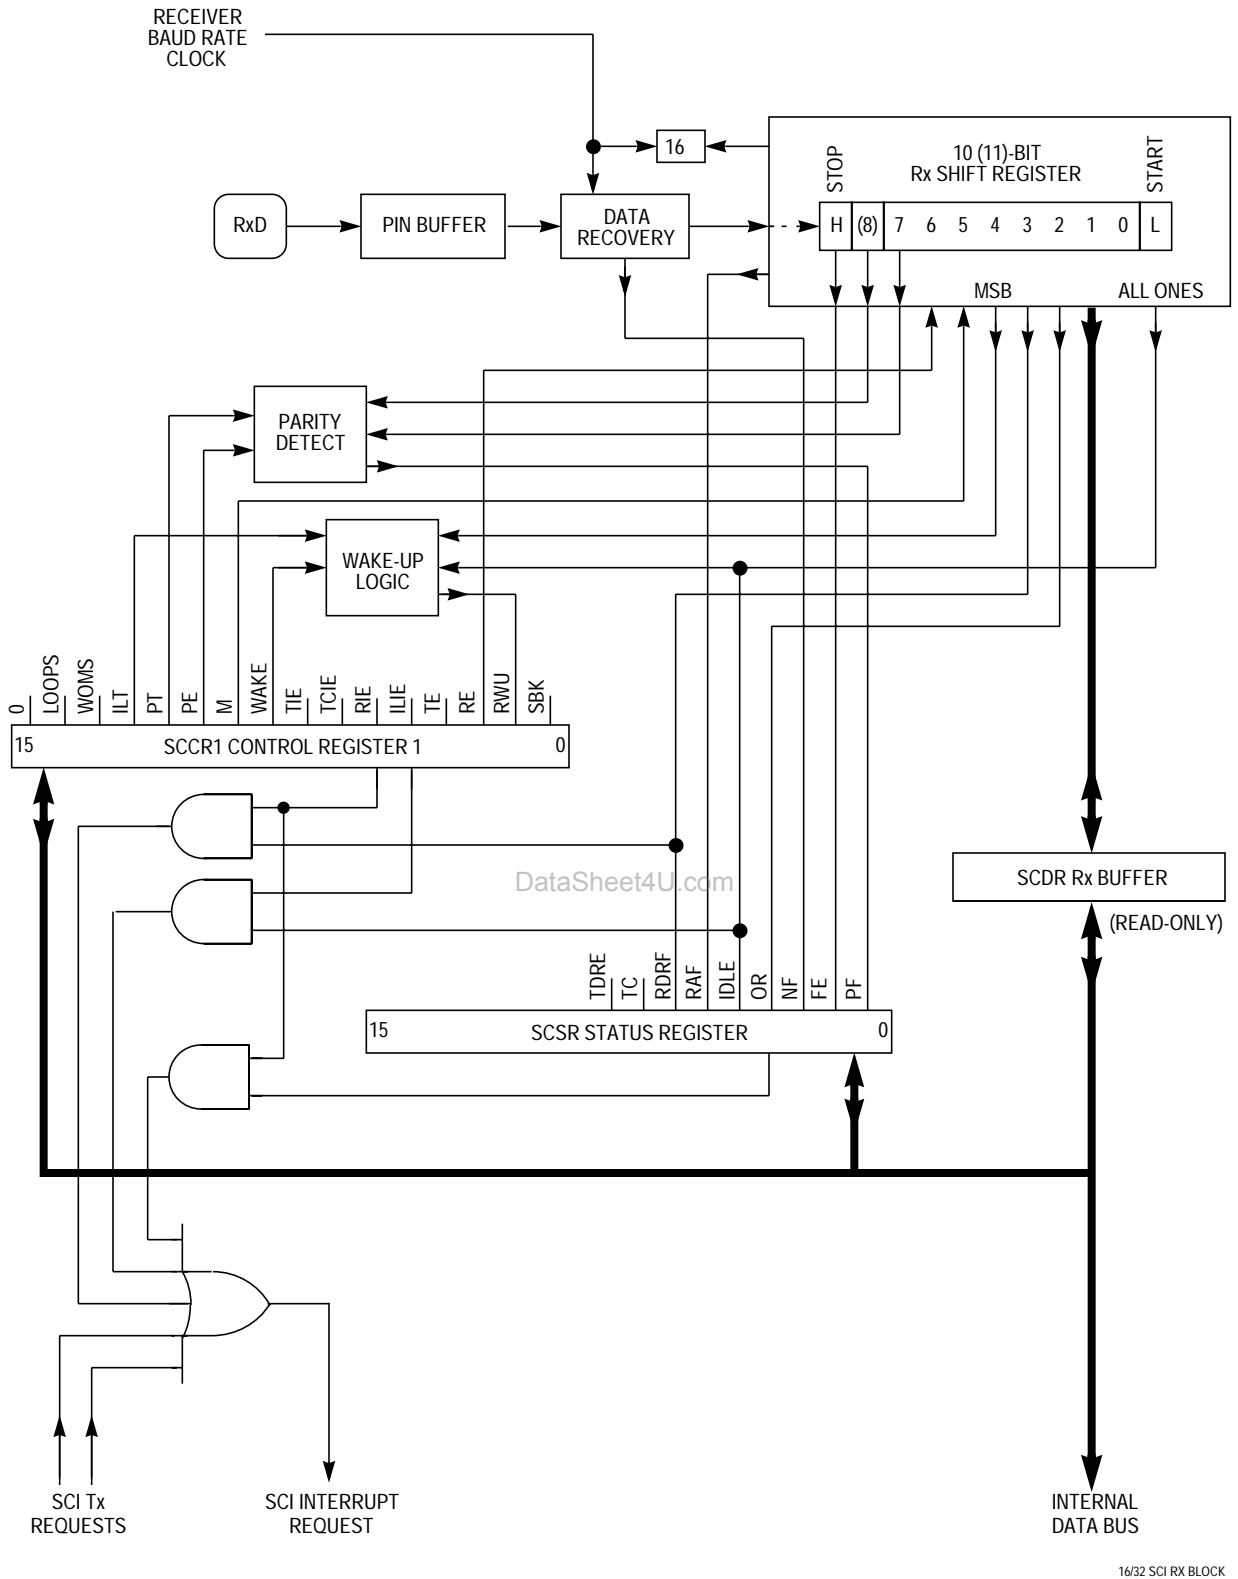 RECEIVER
BAUD RATE
CLOCK
16
STOP
10 (11)-BIT
Rx SHIFT REGISTER
START
RxD
PIN BUFFER
DATA
RECOVERY
H (8) 7 6 5 4 3 2 1 0 L
MSB
ALL ONES
PARITY
DETECT
WAKE-UP
LOGIC
0
LOOPS
WOMS
ILT
PT
PE
M
WAKE
TIE
TCIE
RIE
ILIE
TE
RE
RWU
SBK
15 SCCR1 CONTROL REGISTER 1 0
DataSheet4U.com
SCDR Rx BUFFER
(READ-ONLY)
TDRE
TC
RDRF
RAF
IDLE
OR
NF
FE
PF
15 SCSR STATUS REGISTER 0
SCI Tx
REQUESTS
SCI INTERRUPT
REQUEST
INTERNAL
DATA BUS
16/32 SCI RX BLOCK